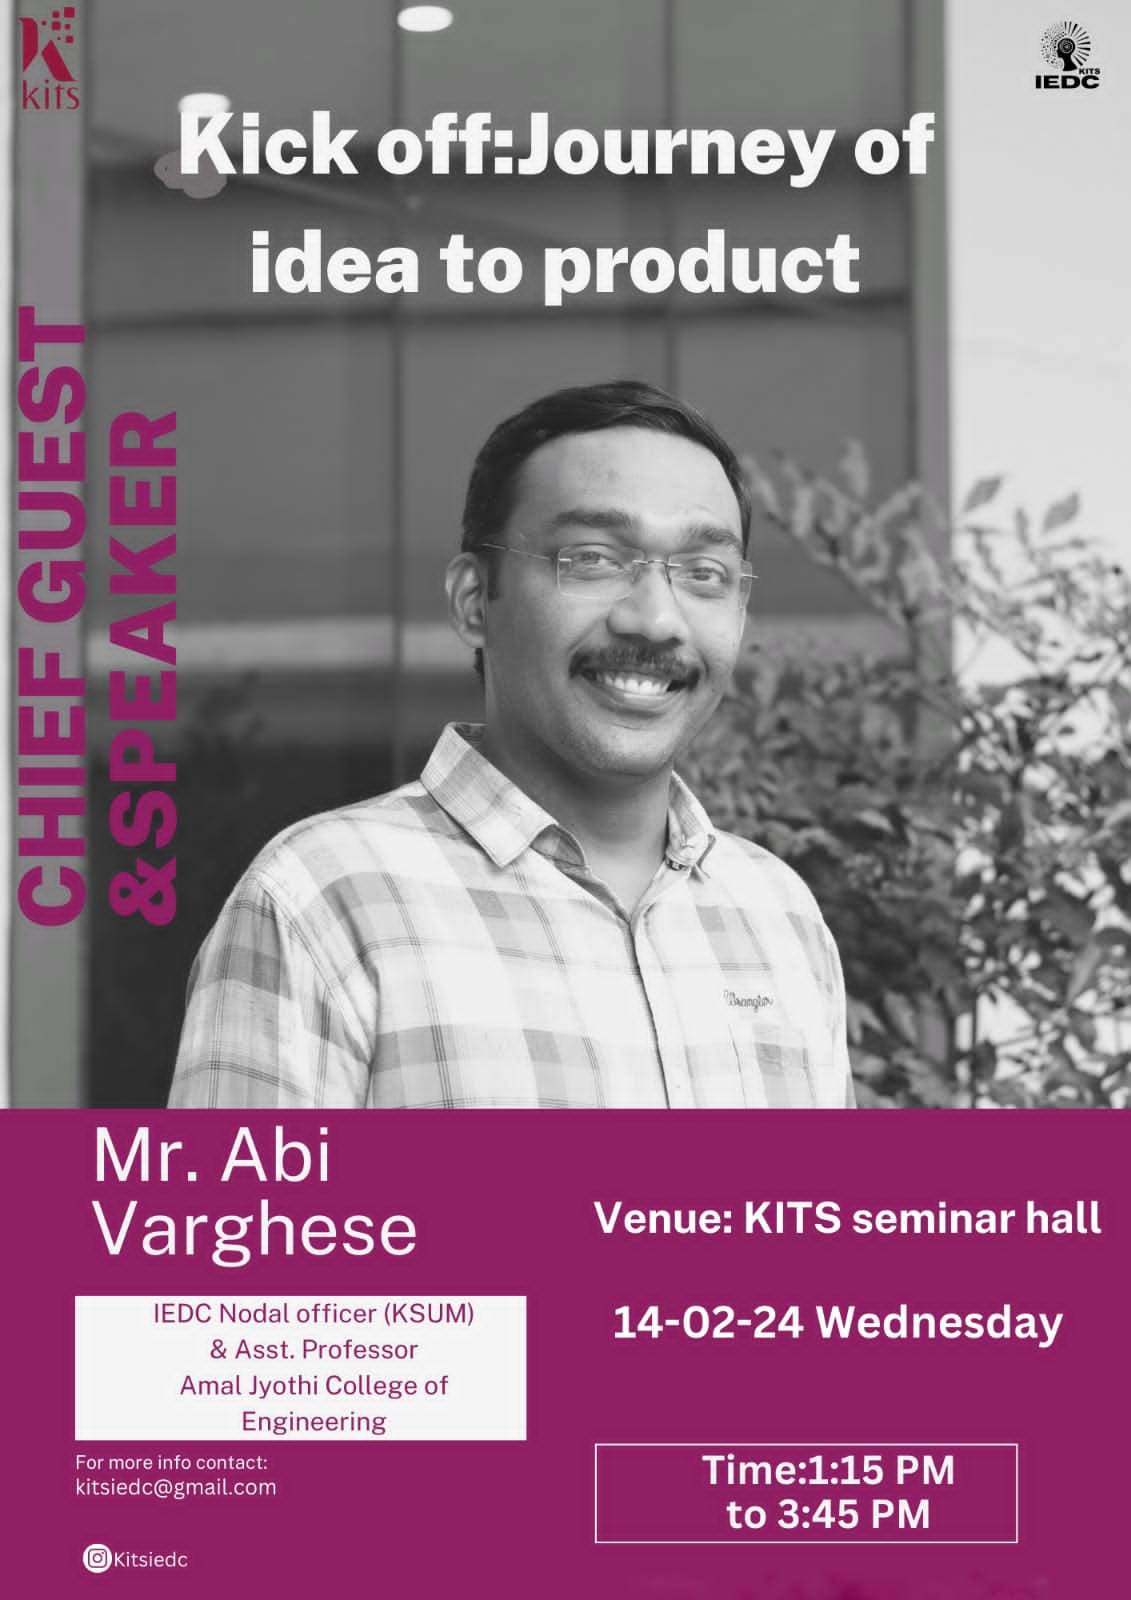 kits
KITS
IEDC
Kick off:Journey of
idea to product
CHIEF GUEST
&SPEAKER
Wrangler
Mr. Abi
Varghese
IEDC Nodal officer (KSUM)
& Asst. Professor
Amal Jyothi College of
Engineering
For more info contact:
kitsiedc@gmail.com
Kitsiedc
Venue: KITS seminar hall
14-02-24 Wednesday
Time:1:15 PM
to 3:45 PM